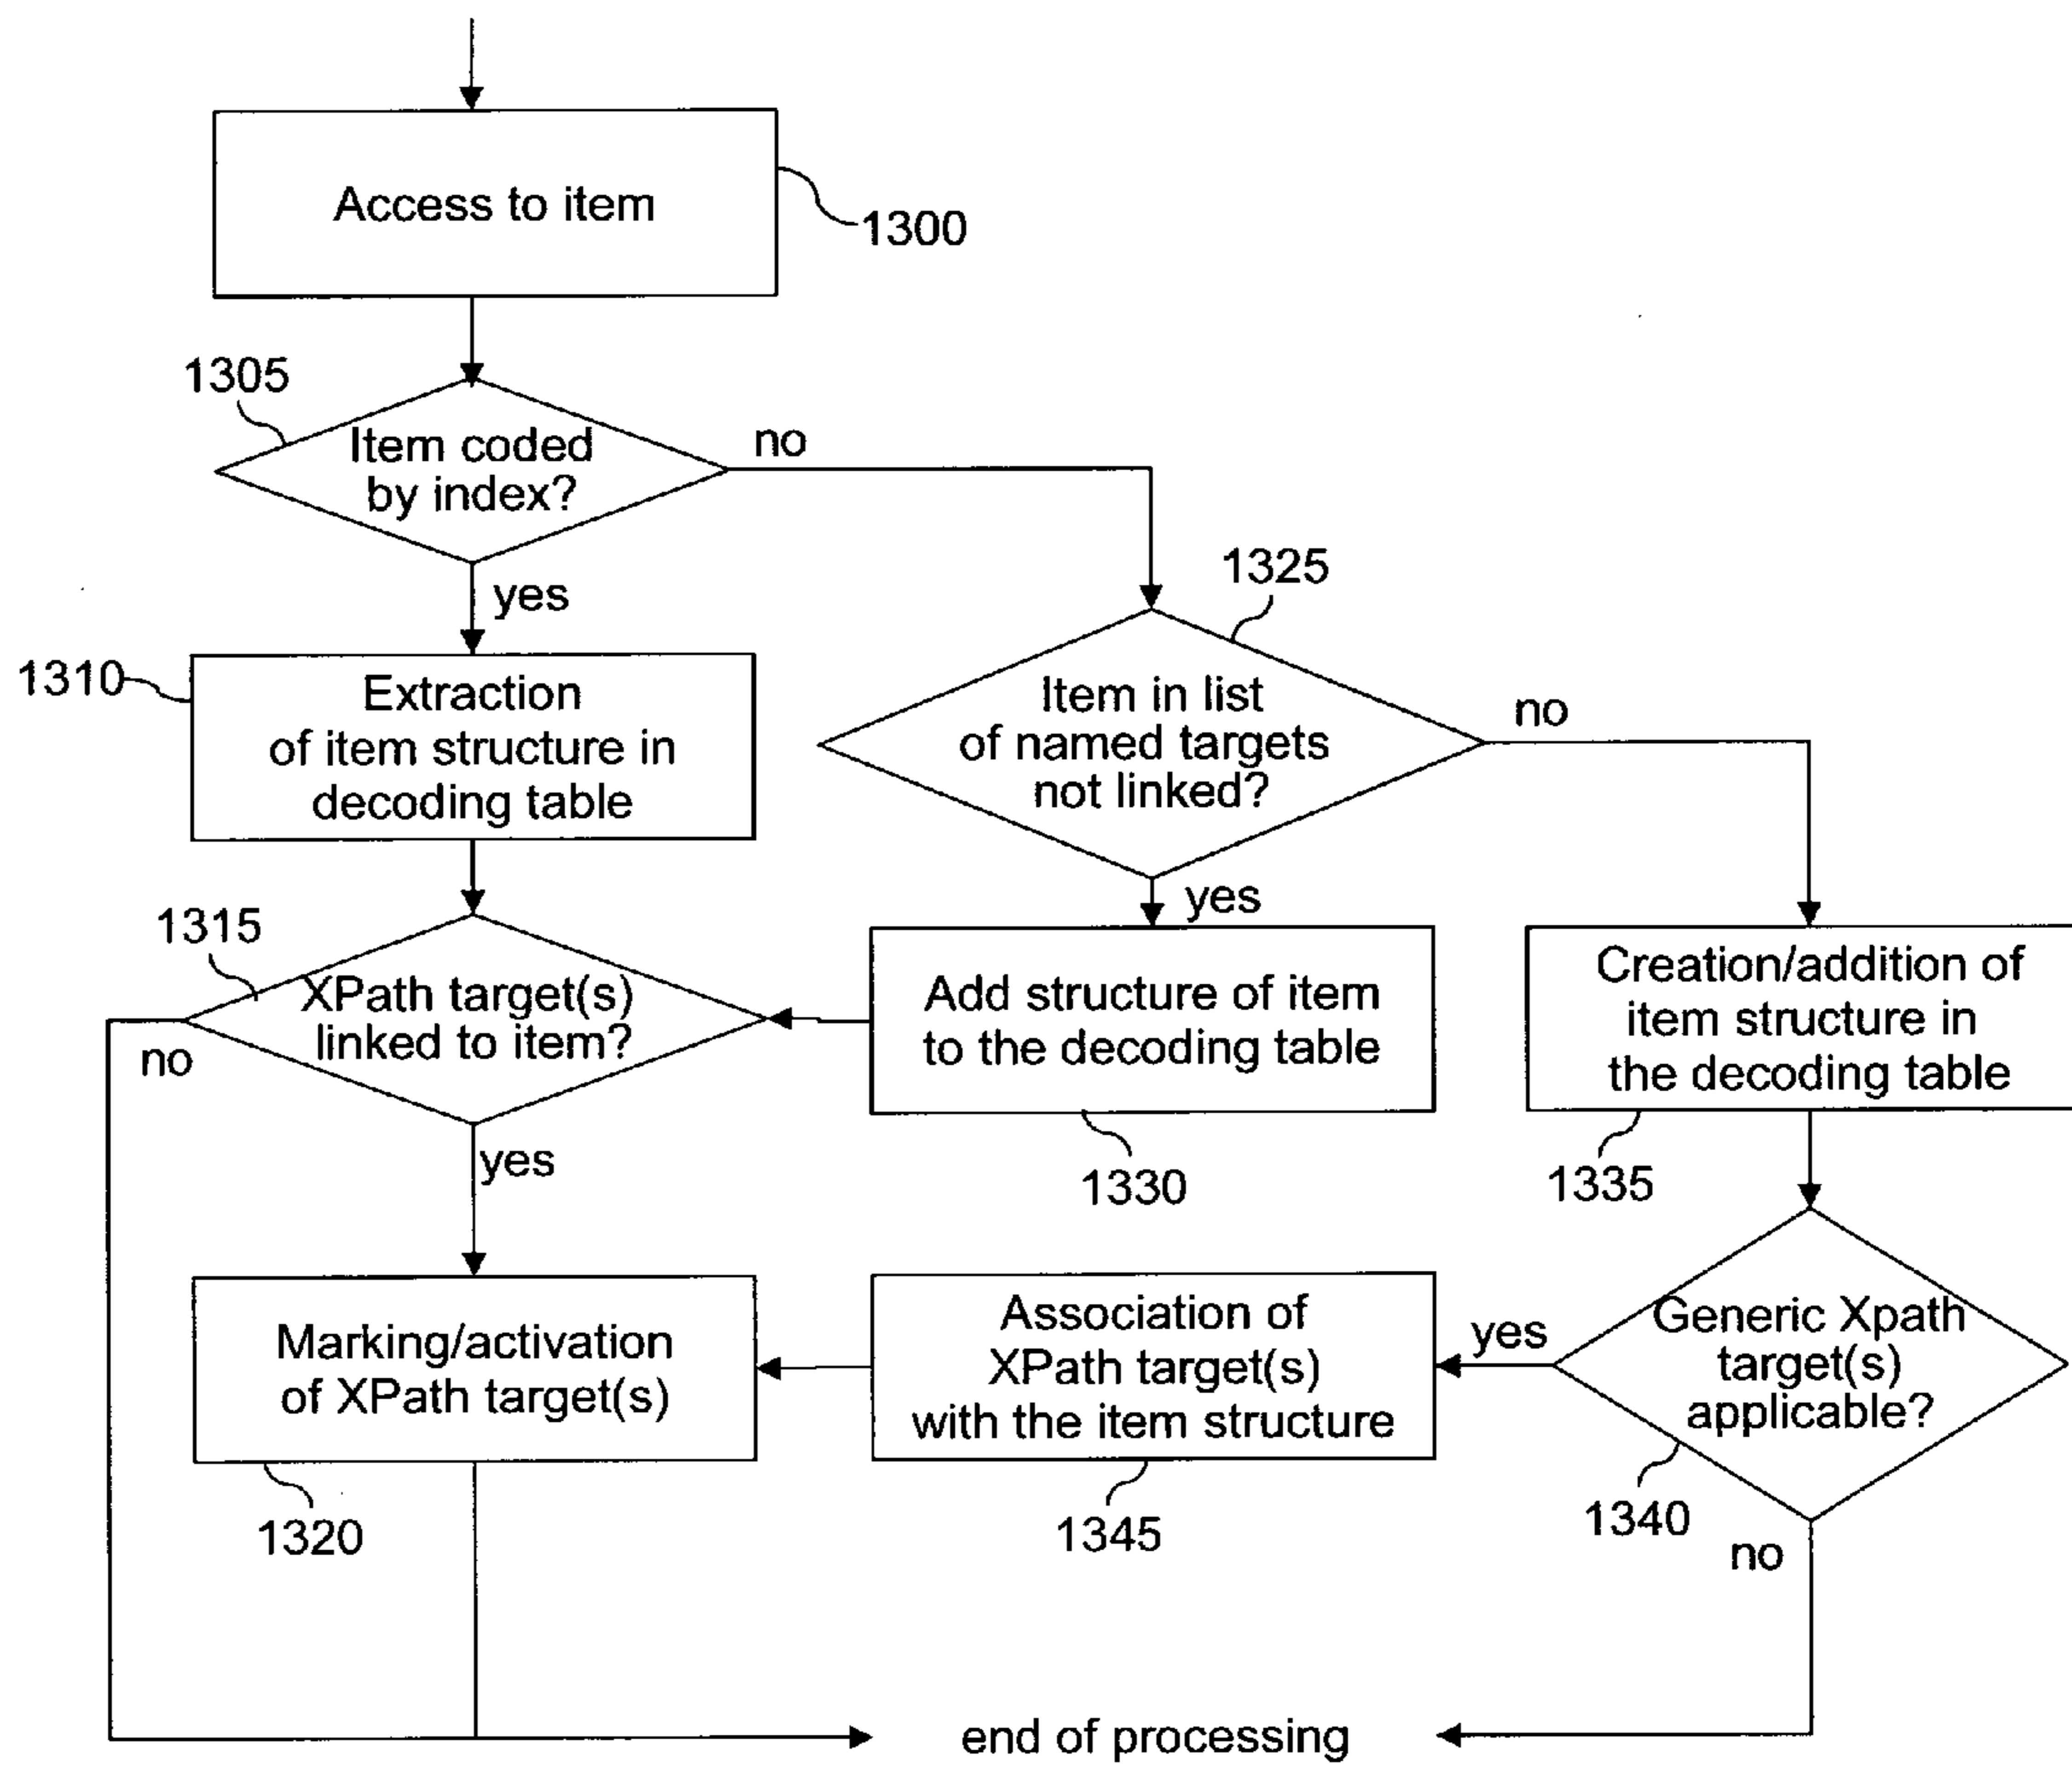 Access to item
1300
1305
Item coded
by index?
no
yes
1325
1310
Extraction
of item structure in
decoding table
Item in list
of named targets
not linked?
no
yes
1315
XPath target(s)
linked to item?
no
yes
Add structure of item
to the decoding table
1330
Creation/addition of
item structure in
the decoding table
1335
Marking/activation
of XPath target(s)
1320
Association of
XPath target(s)
with the item structure
1345
yes
Generic Xpath
target(s)
applicable?
1340
no
end of processing